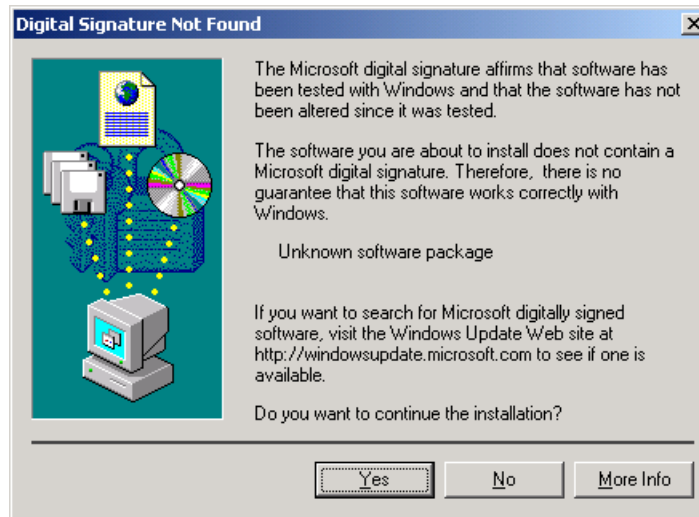 Digital Signature Not Found
The Microsoft digital signature affirms that software has
been tested with Windows and that the software has not
been altered since it was tested.
The software you are about to install does not contain a
Microsoft digital signature. Therefore, there is no
guarantee that this software works correctly with
Windows.
Unknown software package
If you want to search for Microsoft digitally signed
software, visit the Windows Update Web site at
http://windowsupdate.microsoft.com to see if one is
available.
Do you want to continue the installation?
Yes
No
More Info